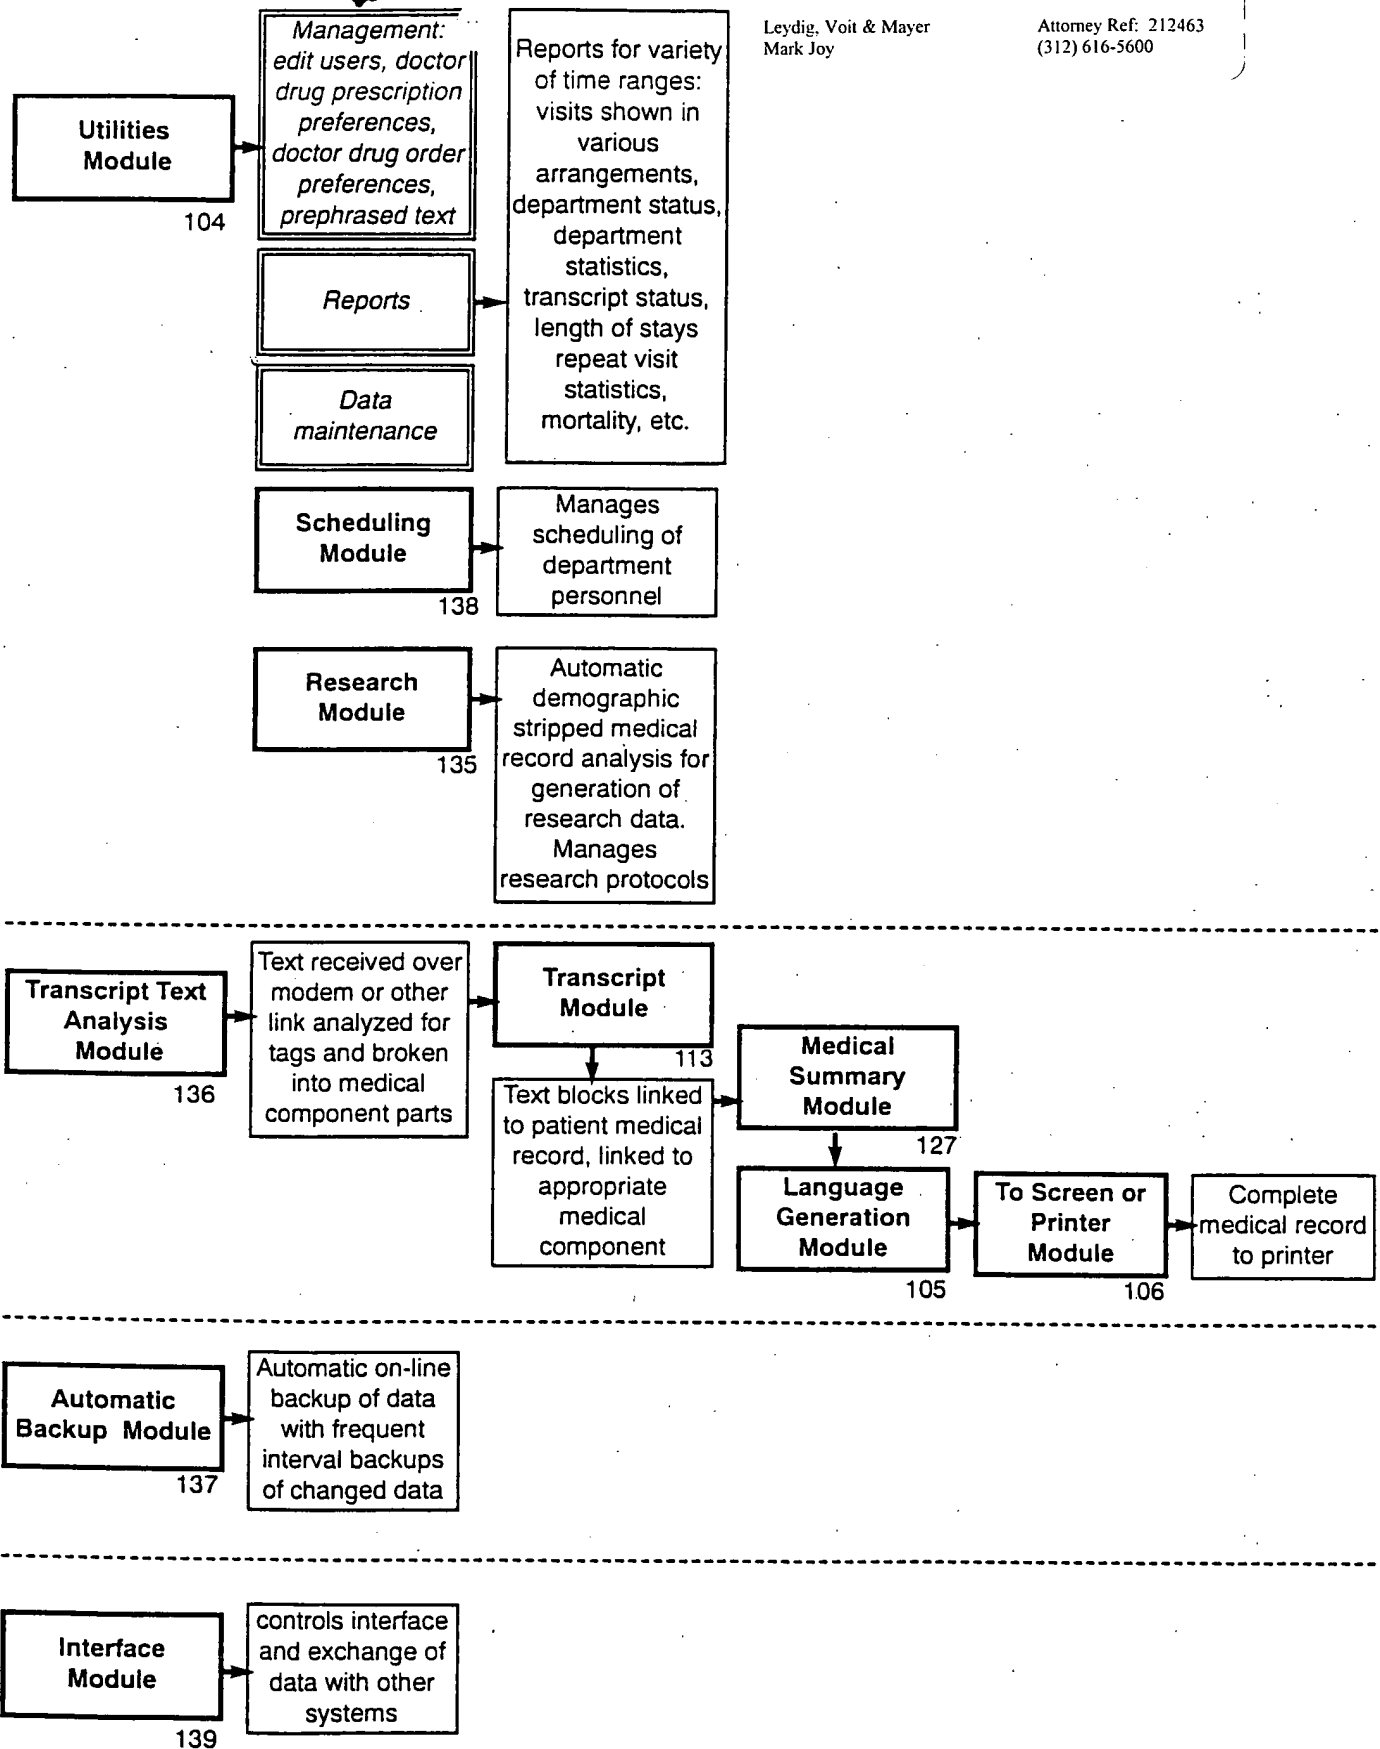 Leydig, Voit & Mayer
Mark Joy
Attorney Ref: 212463
(312) 616-5600
Utilities
Module
104
Management:
edit users, doctor
drug prescription
preferences,
doctor drug order
preferences,
prephrased text
Reports
Data
maintenance
Reports for variety
of time ranges:
visits shown in
various
arrangements,
department status,
department
statistics,
transcript status,
length of stays
repeat visit
statistics,
mortality, etc.
Scheduling
Module
138
Manages
scheduling of
department
personnel
Research
Module
135
Automatic
demographic
stripped medical
record analysis for
generation of
research data.
Manages
research protocols
Transcript Text
Analysis
Module
136
Text received over
modem or other
link analyzed for
tags and broken
into medical
component parts
Transcript
Module
113
Text blocks linked
to patient medical
record, linked to
appropriate
medical
component
Medical
Summary
Module
127
Language
Generation
Module
105
To Screen or
Printer
Module
106
Complete
medical record
to printer
Automatic
Backup Module
137
Automatic on-line
backup of data
with frequent
interval backups
of changed data
Interface
Module
139
controls interface
and exchange of
data with other
systems